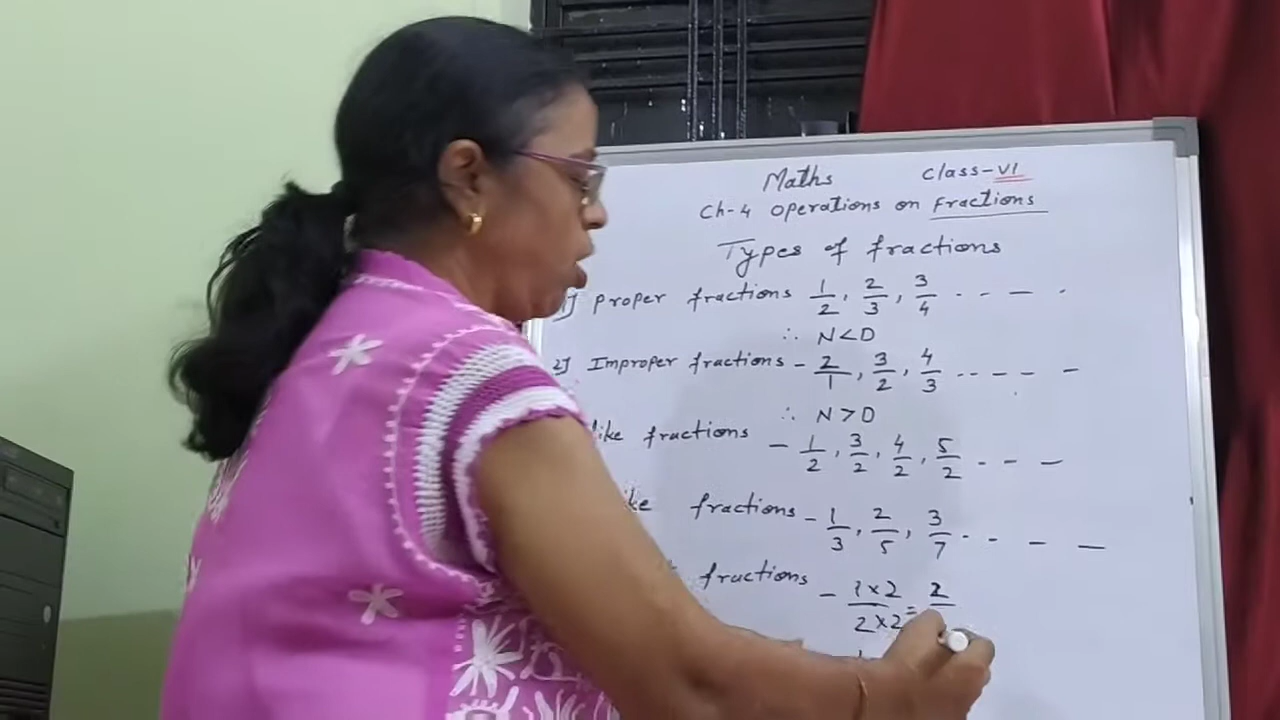 Maths Class-VI
Ch-4 Operations on Fractions
Types of fractions
1) Proper fractions 1/2, 2/3, 3/4 -- — -
∴ N<D
2) Improper fractions - 2/1, 3/2, 4/3 ---- -
∴ N>D
like fractions - 1/2, 3/2, 4/2, 5/2 - - —
fractions - 1/3, 2/5, 3/7 - - — —
fractions - 1×2/2×2 = 2